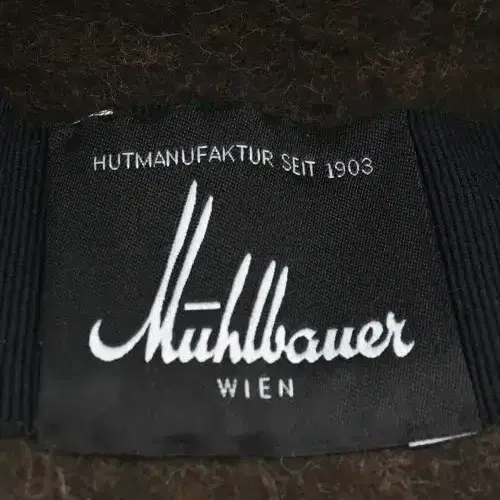 HUTMANUFAKTUR SEIT 1903
Mühlbauer
WIEN